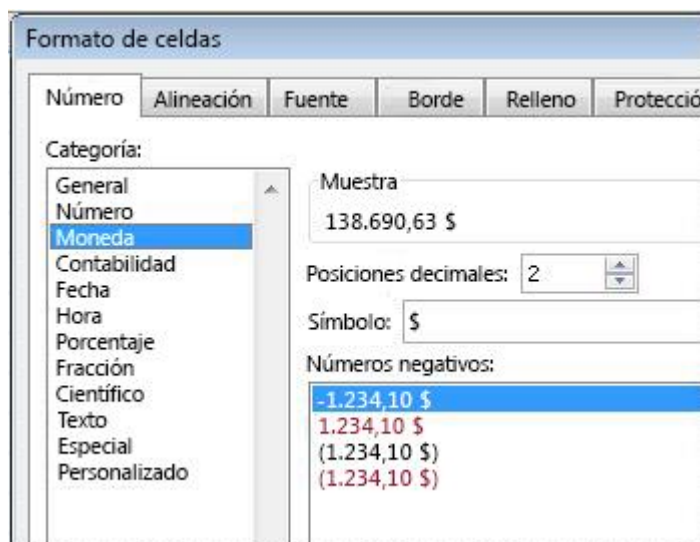 Formato de celdas
Número Alineación Fuente Borde Relleno Protecció
Categoría:
General
Número
Moneda
Contabilidad
Fecha
Hora
Porcentaje
Fracción
Científico
Texto
Especial
Personalizado
Muestra
138.690,63 $
Posiciones decimales: 2
Símbolo: $
Números negativos:
-1.234,10 $
1.234,10 $
(1.234,10 $)
(1.234,10 $)